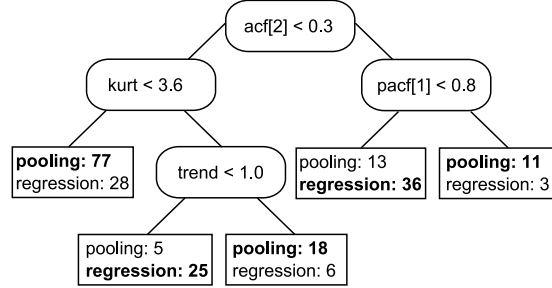 acf[2] < 0.3
kurt < 3.6
pacf[1] < 0.8
pooling: 77
regression: 28
trend < 1.0
pooling: 13
regression: 36
pooling: 11
regression: 3
pooling: 5
regression: 25
pooling: 18
regression: 6